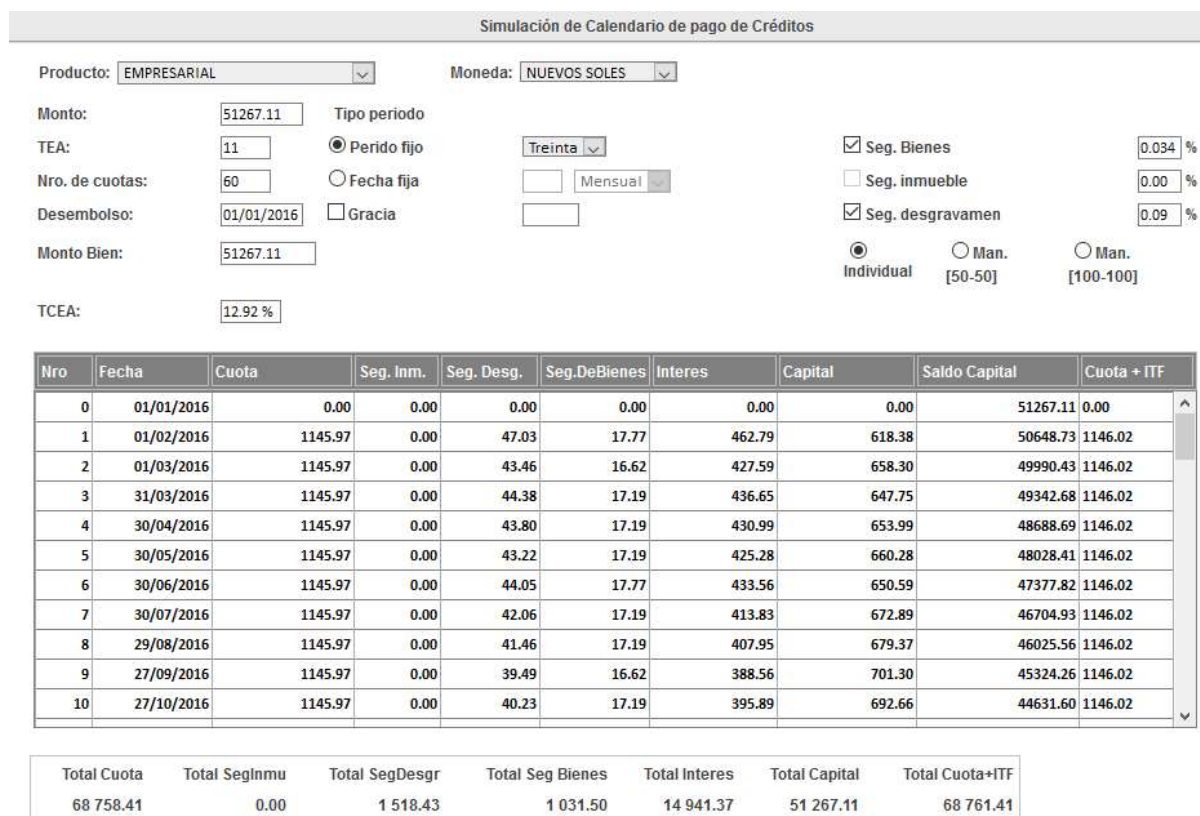 Simulación de Calendario de pago de Créditos
Producto: EMPRESARIAL Moneda: NUEVOS SOLES
Monto: 51267.11 Tipo periodo
TEA: 11 Perido fijo Treinta Seg. Bienes 0.034 %
Nro. de cuotas: 60 Fecha fija Mensual Seg. inmueble 0.00 %
Desembolso: 01/01/2016 Gracia Seg. desgravamen 0.09 %
Monto Bien: 51267.11 Individual Man. [50-50] Man. [100-100]
TCEA: 12.92 %
Nro Fecha Cuota Seg. Inm. Seg. Desg. Seg.DeBienes Interes Capital Saldo Capital Cuota + ITF
0 01/01/2016 0.00 0.00 0.00 0.00 0.00 0.00 51267.11 0.00
1 01/02/2016 1145.97 0.00 47.03 17.77 462.79 618.38 50648.73 1146.02
2 01/03/2016 1145.97 0.00 43.46 16.62 427.59 658.30 49990.43 1146.02
3 31/03/2016 1145.97 0.00 44.38 17.19 436.65 647.75 49342.68 1146.02
4 30/04/2016 1145.97 0.00 43.80 17.19 430.99 653.99 48688.69 1146.02
5 30/05/2016 1145.97 0.00 43.22 17.19 425.28 660.28 48028.41 1146.02
6 30/06/2016 1145.97 0.00 44.05 17.77 433.56 650.59 47377.82 1146.02
7 30/07/2016 1145.97 0.00 42.06 17.19 413.83 672.89 46704.93 1146.02
8 29/08/2016 1145.97 0.00 41.46 17.19 407.95 679.37 46025.56 1146.02
9 27/09/2016 1145.97 0.00 39.49 16.62 388.56 701.30 45324.26 1146.02
10 27/10/2016 1145.97 0.00 40.23 17.19 395.89 692.66 44631.60 1146.02
Total Cuota Total SegInmu Total SegDesgr Total Seg Bienes Total Interes Total Capital Total Cuota+ITF
68 758.41 0.00 1 518.43 1 031.50 14 941.37 51 267.11 68 761.41